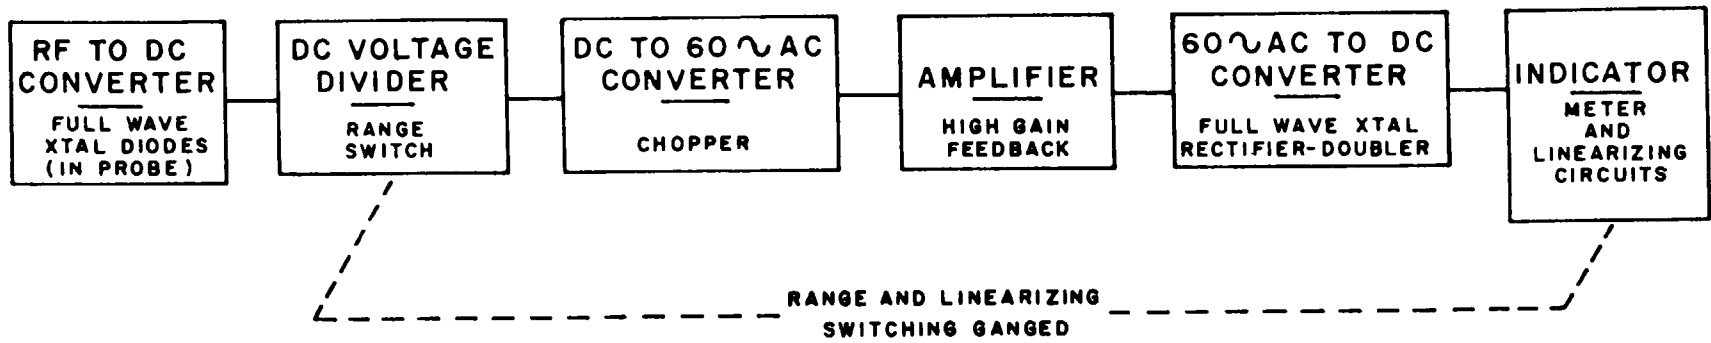 RF TO DC
CONVERTER
FULL WAVE
XTAL DIODES
(IN PROBE)
DC VOLTAGE
DIVIDER
RANGE
SWITCH
DC TO 60∿AC
CONVERTER
CHOPPER
AMPLIFIER
HIGH GAIN
FEEDBACK
60∿AC TO DC
CONVERTER
FULL WAVE XTAL
RECTIFIER-DOUBLER
INDICATOR
METER
AND
LINEARIZING
CIRCUITS
RANGE AND LINEARIZING
SWITCHING GANGED